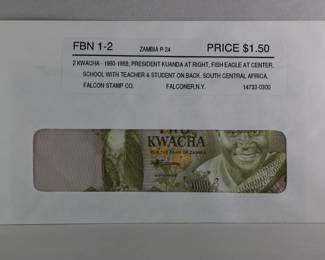 FBN 1-2 ZAMBIA P-24 PRICE $1.50
2 KWACHA - 1980-1988; PRESIDENT KUANDA AT RIGHT, FISH EAGLE AT CENTER,
SCHOOL WITH TEACHER & STUDENT ON BACK. SOUTH CENTRAL AFRICA.
FALCON STAMP CO. FALCONER,N.Y. 14733-0300
KWACHA
FOR THE BANK OF ZAMBIA